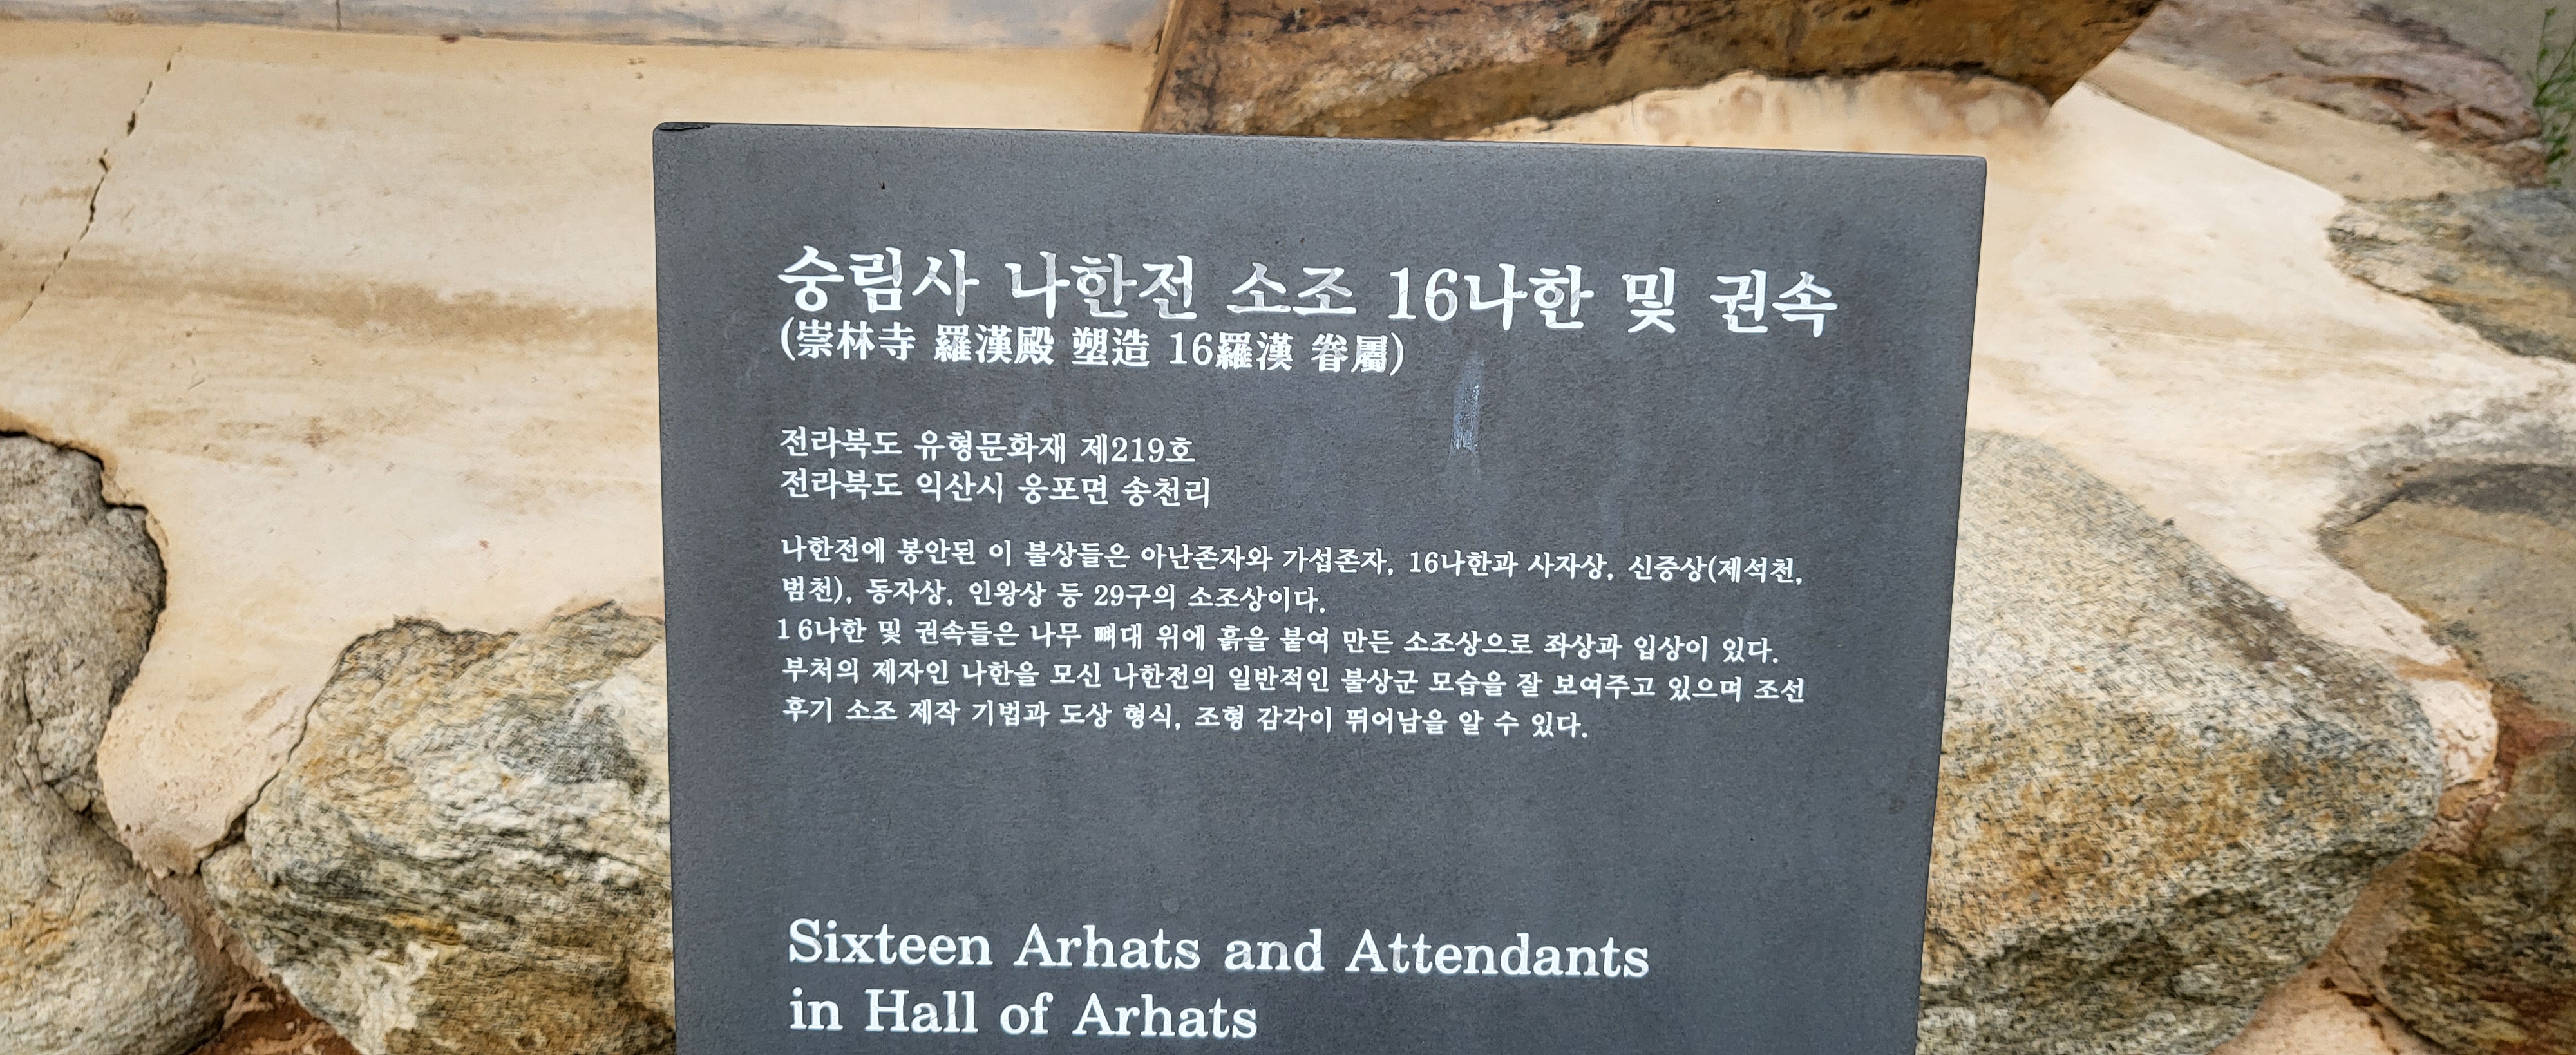 숭림사 나한전 소조 16나한 및 권속
(崇林寺 羅漢殿 塑造 16羅漢 眷屬)
전라북도 유형문화재 제219호
전라북도 익산시 웅포면 송천리
나한전에 봉안된 이 불상들은 아난존자와 가섭존자, 16나한과 사자상, 신중상(제석천,
범천), 동자상, 인왕상 등 29구의 소조상이다.
16나한 및 권속들은 나무 뼈대 위에 흙을 붙여 만든 소조상으로 좌상과 입상이 있다.
부처의 제자인 나한을 모신 나한전의 일반적인 불상군 모습을 잘 보여주고 있으며 조선
후기 소조 제작 기법과 도상 형식, 조형 감각이 뛰어남을 알 수 있다.
Sixteen Arhats and Attendants
in Hall of Arhats